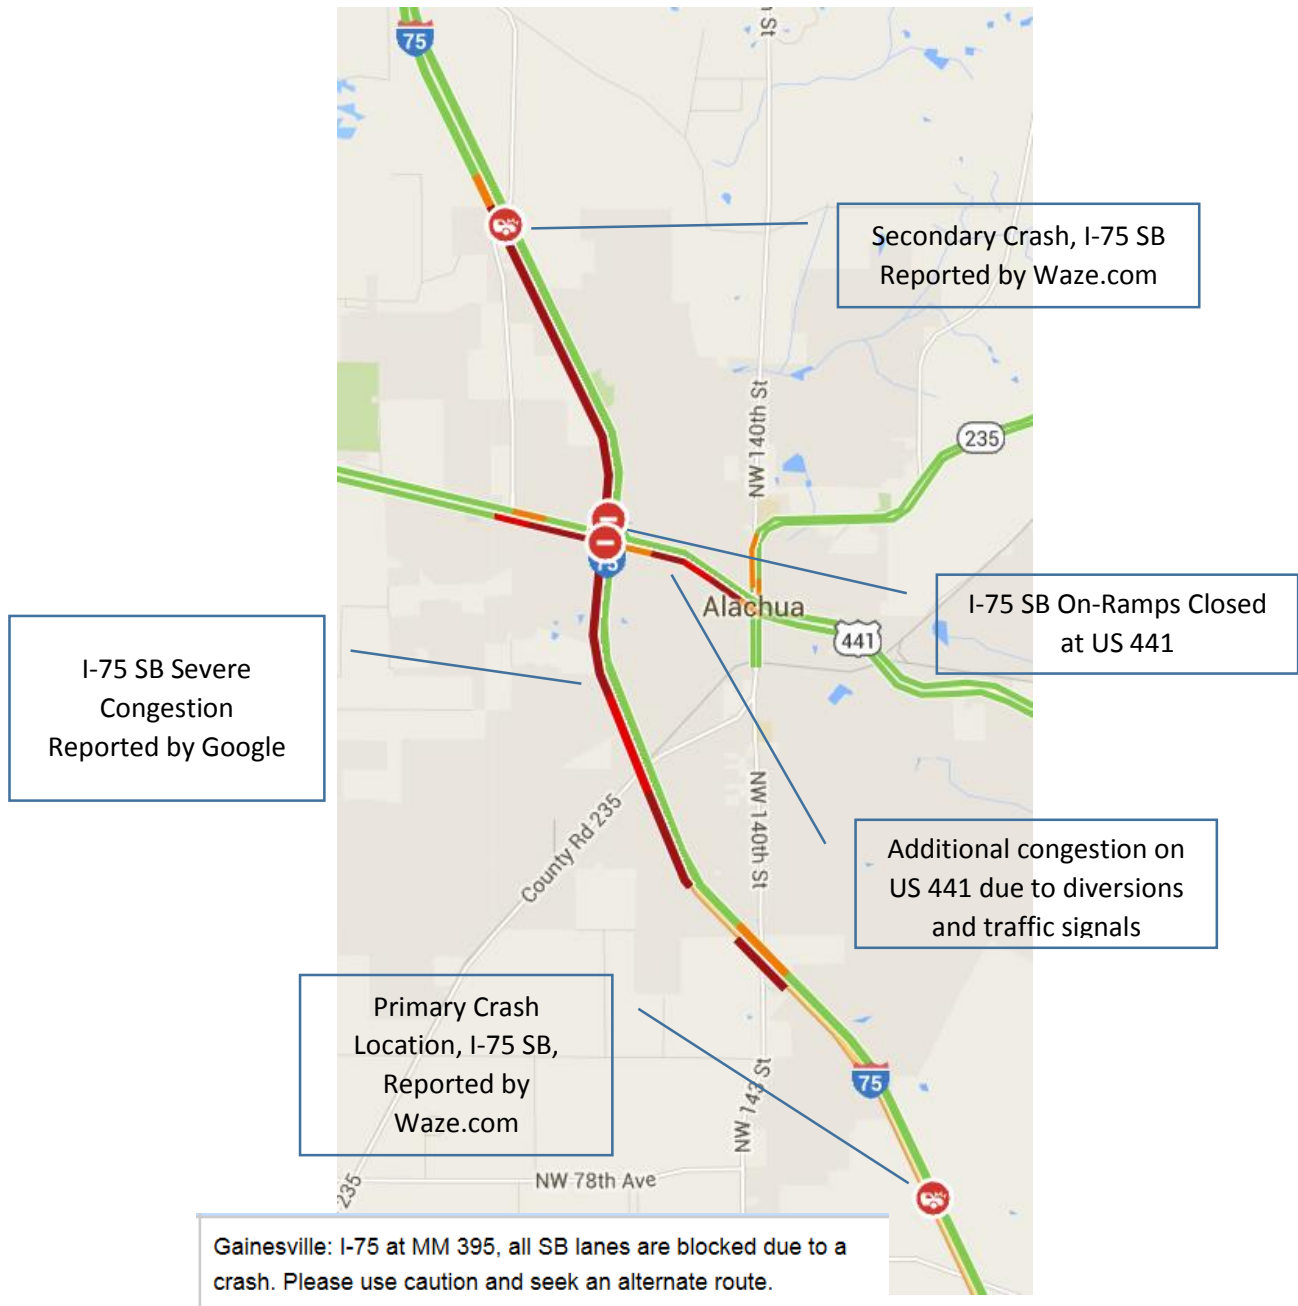 75
St
Secondary Crash, I-75 SB
Reported by Waze.com
NW 140th St
235
75
I-75 SB On-Ramps Closed
at US 441
Alachua
441
I-75 SB Severe
Congestion
Reported by Google
County Rd 235
NW 140th St
Additional congestion on
US 441 due to diversions
and traffic signals
Primary Crash
Location, I-75 SB,
Reported by
Waze.com
75
NW 143 St
NW 78th Ave
235
Gainesville: I-75 at MM 395, all SB lanes are blocked due to a
crash. Please use caution and seek an alternate route.